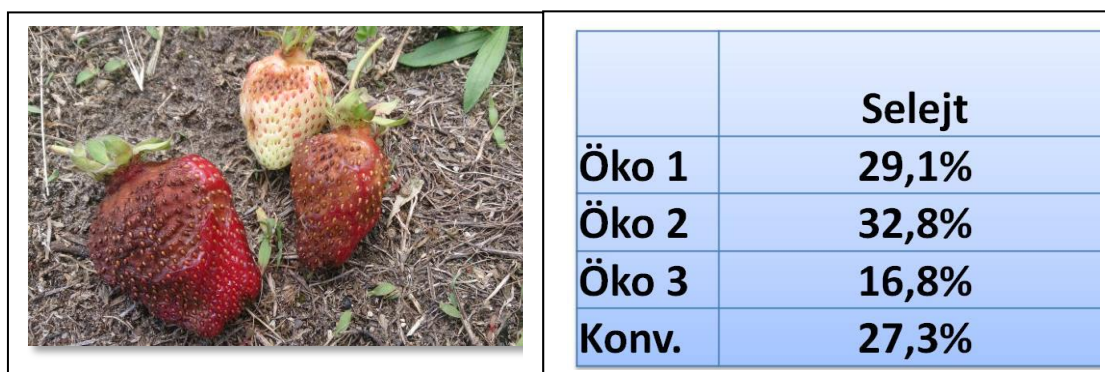 Selejt
Öko 1 29,1%
Öko 2 32,8%
Öko 3 16,8%
Konv. 27,3%